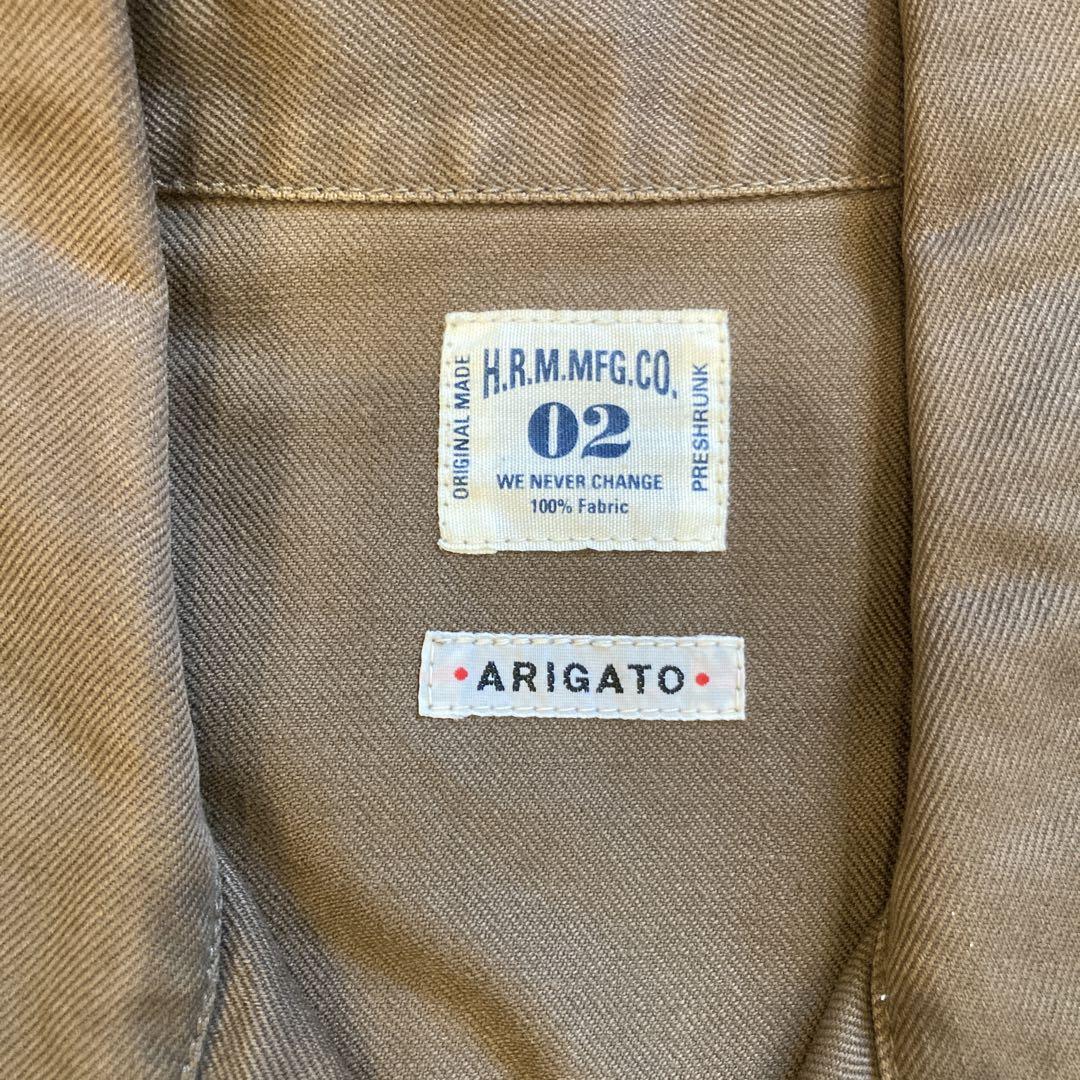 H.R.M.MFG.CO.
ORIGINAL MADE
02
PRESHRUNK
WE NEVER CHANGE
100% Fabric
• ARIGATO •